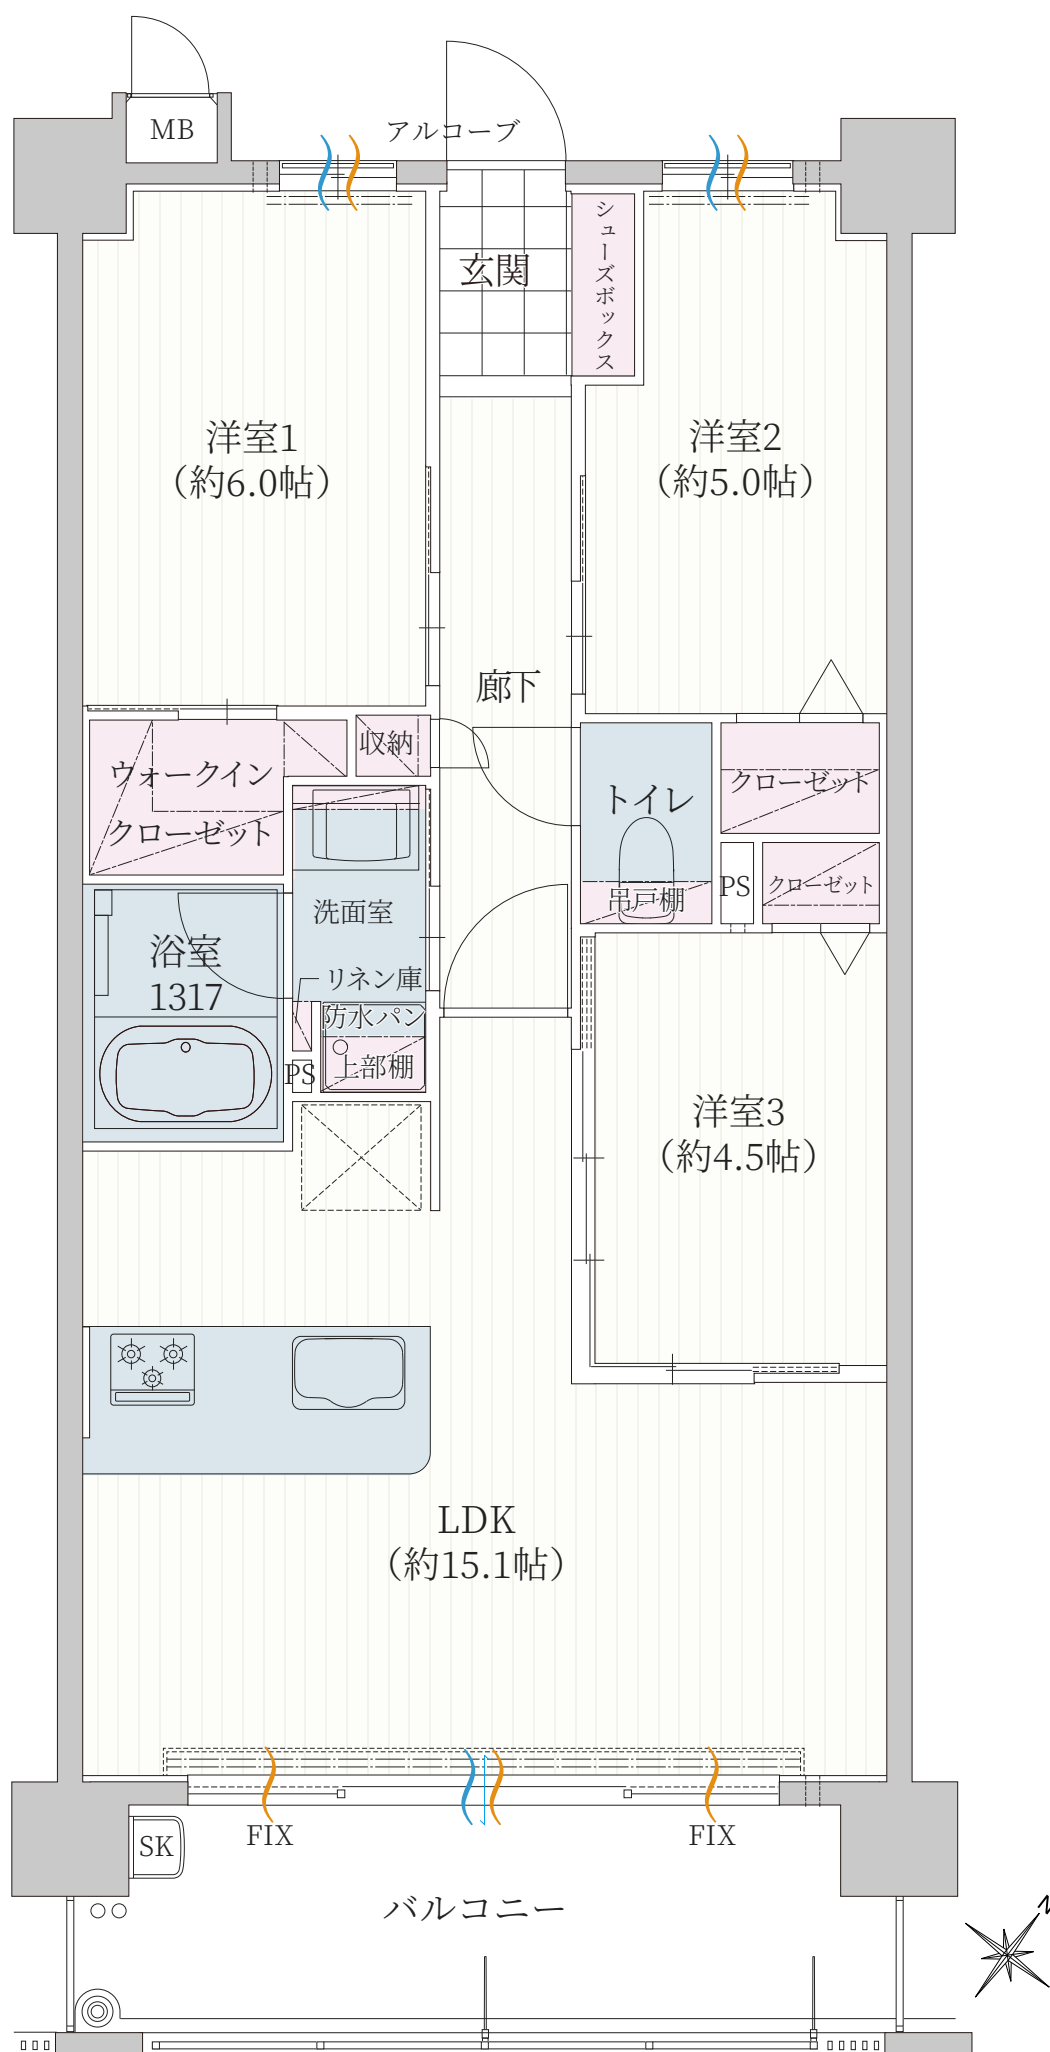 MB
アルコーブ
玄関
シューズボックス
洋室1
（約6.0帖）
洋室2
（約5.0帖）
廊下
収納
ウォークイン
クローゼット
トイレ
クローゼット
吊戸棚
PS
クローゼット
洗面室
浴室
1317
リネン庫
防水パン
上部棚
PS
洋室3
（約4.5帖）
LDK
（約15.1帖）
FIX
FIX
SK
バルコニー
N